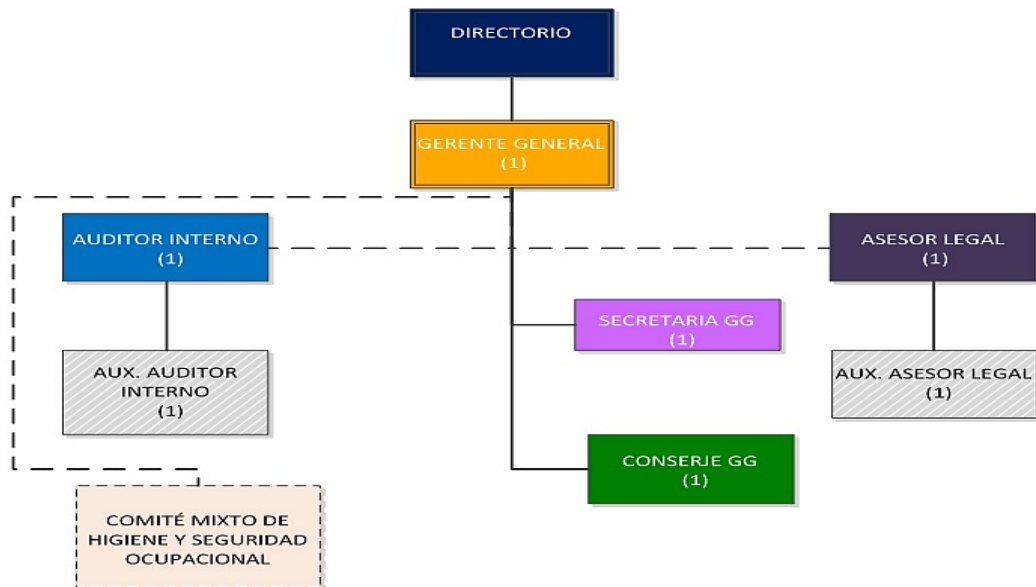 DIRECTORIO
GERENTE GENERAL
(1)
AUDITOR INTERNO
(1)
ASESOR LEGAL
(1)
SECRETARIA GG
(1)
AUX. AUDITOR
INTERNO
(1)
AUX. ASESOR LEGAL
(1)
CONSERJE GG
(1)
COMITÉ MIXTO DE
HIGIENE Y SEGURIDAD
OCUPACIONAL